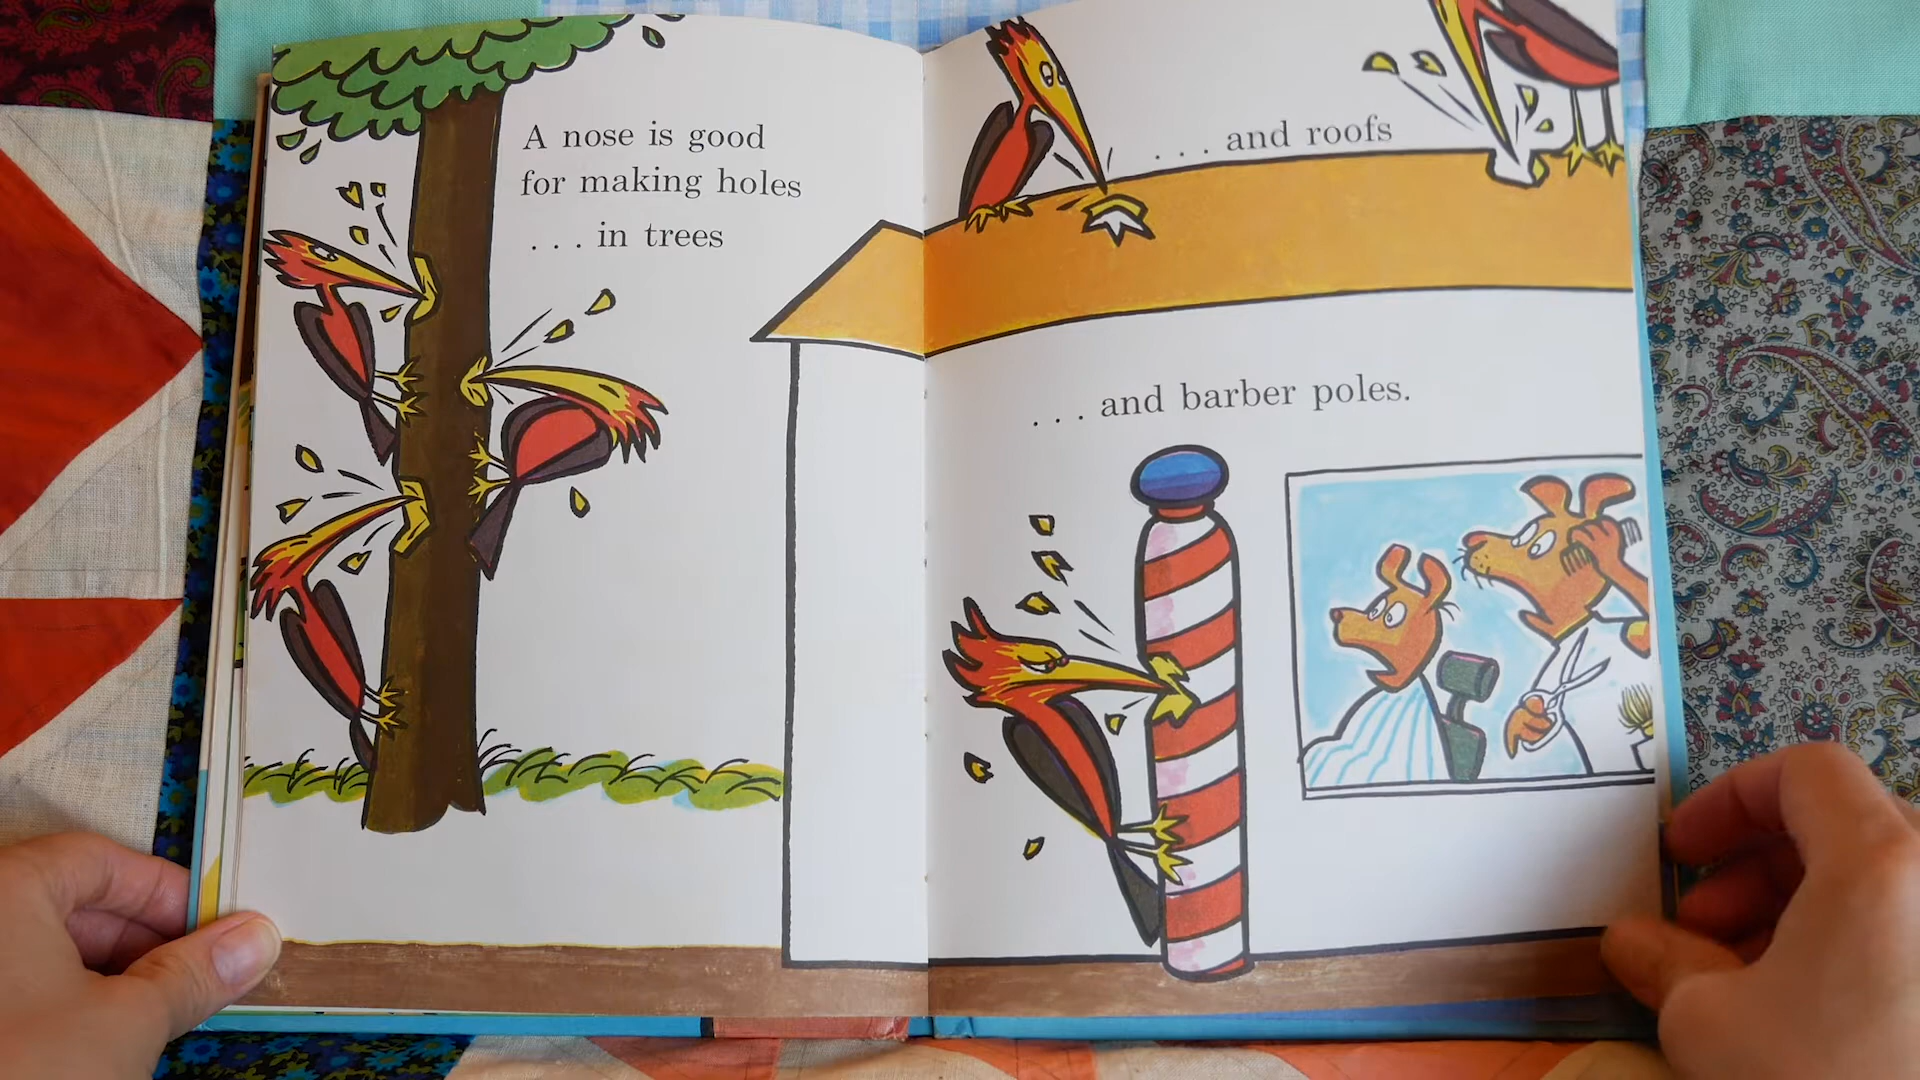 A nose is good
for making holes
. . . in trees
. . . and roofs
. . . and barber poles.